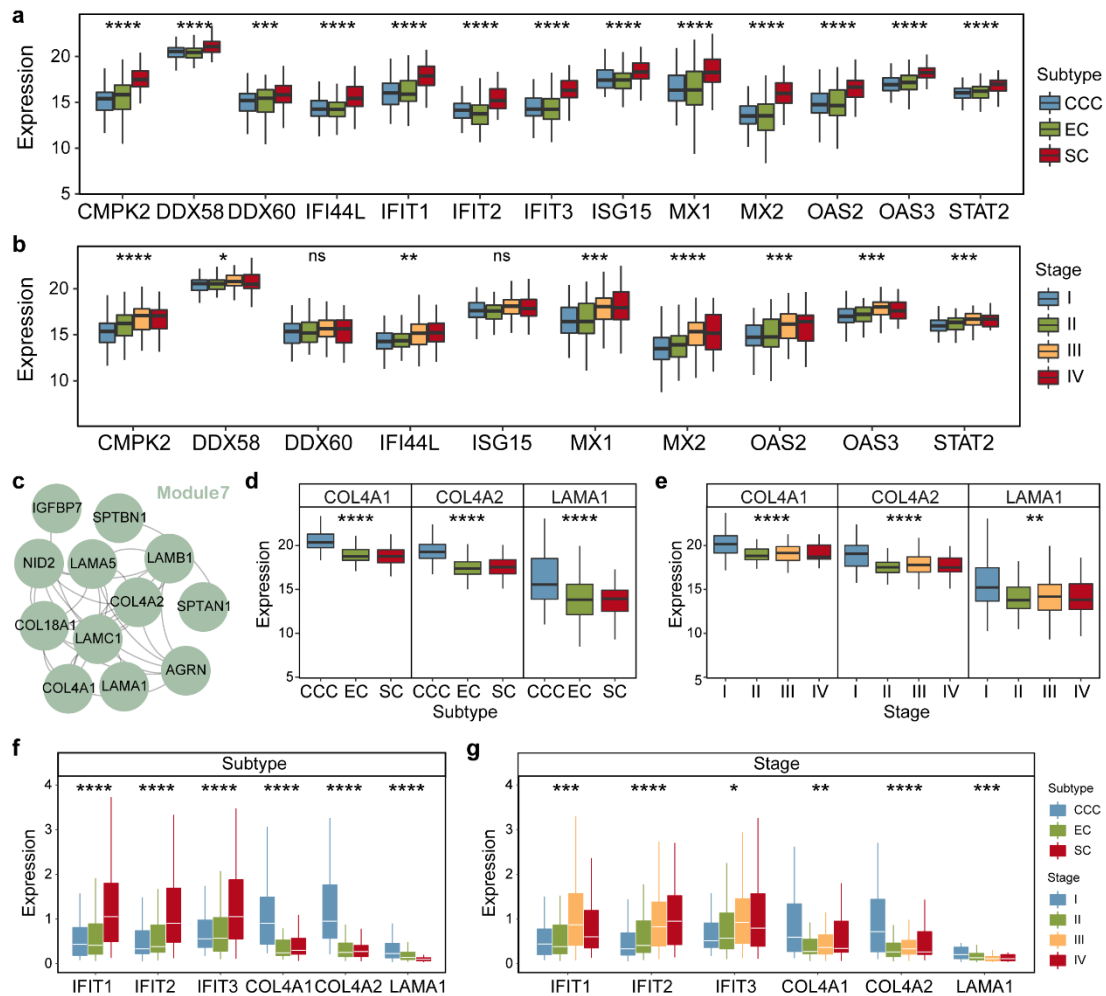 a
**** **** *** **** **** **** **** **** **** **** **** **** ****
Expression
20
15
10
5
CMPK2 DDX58 DDX60 IFI44L IFIT1 IFIT2 IFIT3 ISG15 MX1 MX2 OAS2 OAS3 STAT2
Subtype
CCC
EC
SC
b
**** * ns ** ns *** **** *** *** ***
Expression
20
15
10
CMPK2 DDX58 DDX60 IFI44L ISG15 MX1 MX2 OAS2 OAS3 STAT2
Stage
I
II
III
IV
c
Module7
IGFBP7
SPTBN1
NID2
LAMA5
LAMB1
COL4A2
SPTAN1
COL18A1
LAMC1
AGRN
COL4A1
LAMA1
d
COL4A1 COL4A2 LAMA1
**** **** ****
Expression
20
15
10
5
CCC EC SC CCC EC SC CCC EC SC
Subtype
e
COL4A1 COL4A2 LAMA1
**** **** **
Expression
20
15
10
5
I II III IV I II III IV I II III IV
Stage
f
Subtype
**** **** **** **** **** ****
Expression
4
3
2
1
0
IFIT1 IFIT2 IFIT3 COL4A1 COL4A2 LAMA1
g
Stage
*** **** * ** **** ***
Expression
4
3
2
1
0
IFIT1 IFIT2 IFIT3 COL4A1 COL4A2 LAMA1
Subtype
CCC
EC
SC
Stage
I
II
III
IV